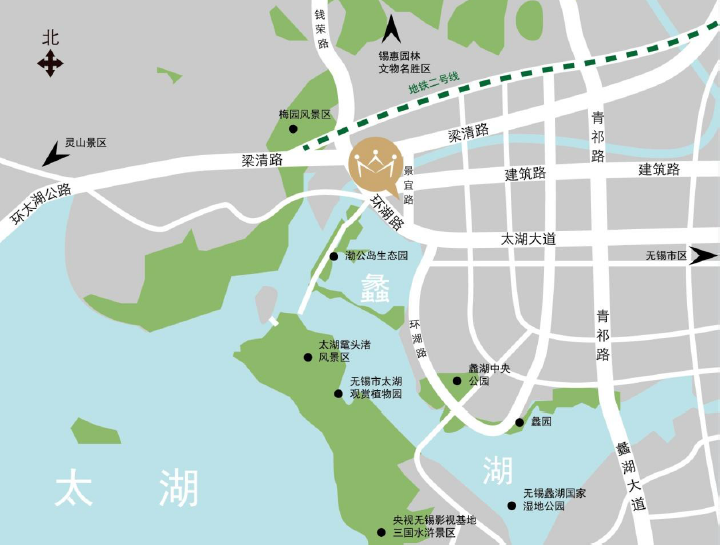 北
钱荣路
锡惠园林
文物名胜区
地铁二号线
梅园风景区
灵山景区
梁清路
梁清路
青祁路
景宜路
建筑路
建筑路
环太湖公路
环湖路
太湖大道
无锡市区
渤公岛生态园
蠡
环湖路
青祁路
太湖鼋头渚
风景区
无锡市太湖
观赏植物园
蠡湖中央
公园
蠡园
蠡湖大道
湖
太湖
无锡蠡湖国家
湿地公园
央视无锡影视基地
三国水浒景区